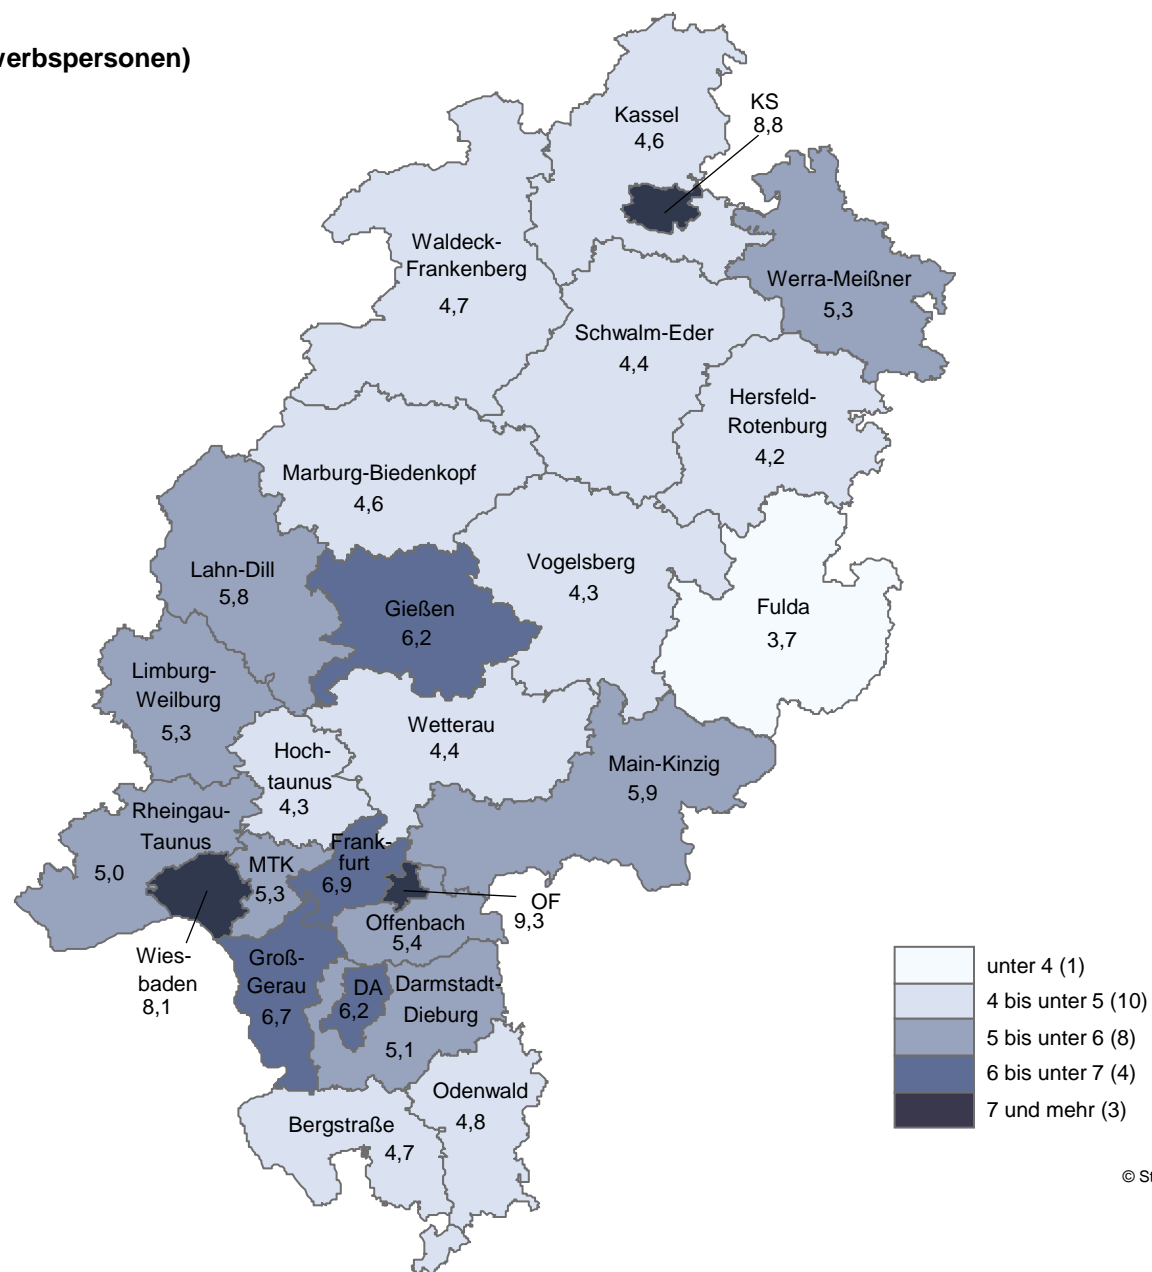 werbspersonen)
Kassel
4,6
KS
8,8
Waldeck-
Frankenberg
4,7
Werra-Meißner
5,3
Schwalm-Eder
4,4
Hersfeld-
Rotenburg
4,2
Marburg-Biedenkopf
4,6
Vogelsberg
4,3
Lahn-Dill
5,8
Gießen
6,2
Fulda
3,7
Limburg-
Weilburg
5,3
Wetterau
4,4
Hoch-
taunus
4,3
Main-Kinzig
5,9
Rheingau-
Taunus
5,0
MTK
5,3
Frank-
furt
6,9
OF
9,3
Offenbach
5,4
Wies-
baden
8,1
Groß-
Gerau
6,7
DA
6,2
Darmstadt-
Dieburg
5,1
Odenwald
4,8
Bergstraße
4,7
unter 4 (1)
4 bis unter 5 (10)
5 bis unter 6 (8)
6 bis unter 7 (4)
7 und mehr (3)
© St